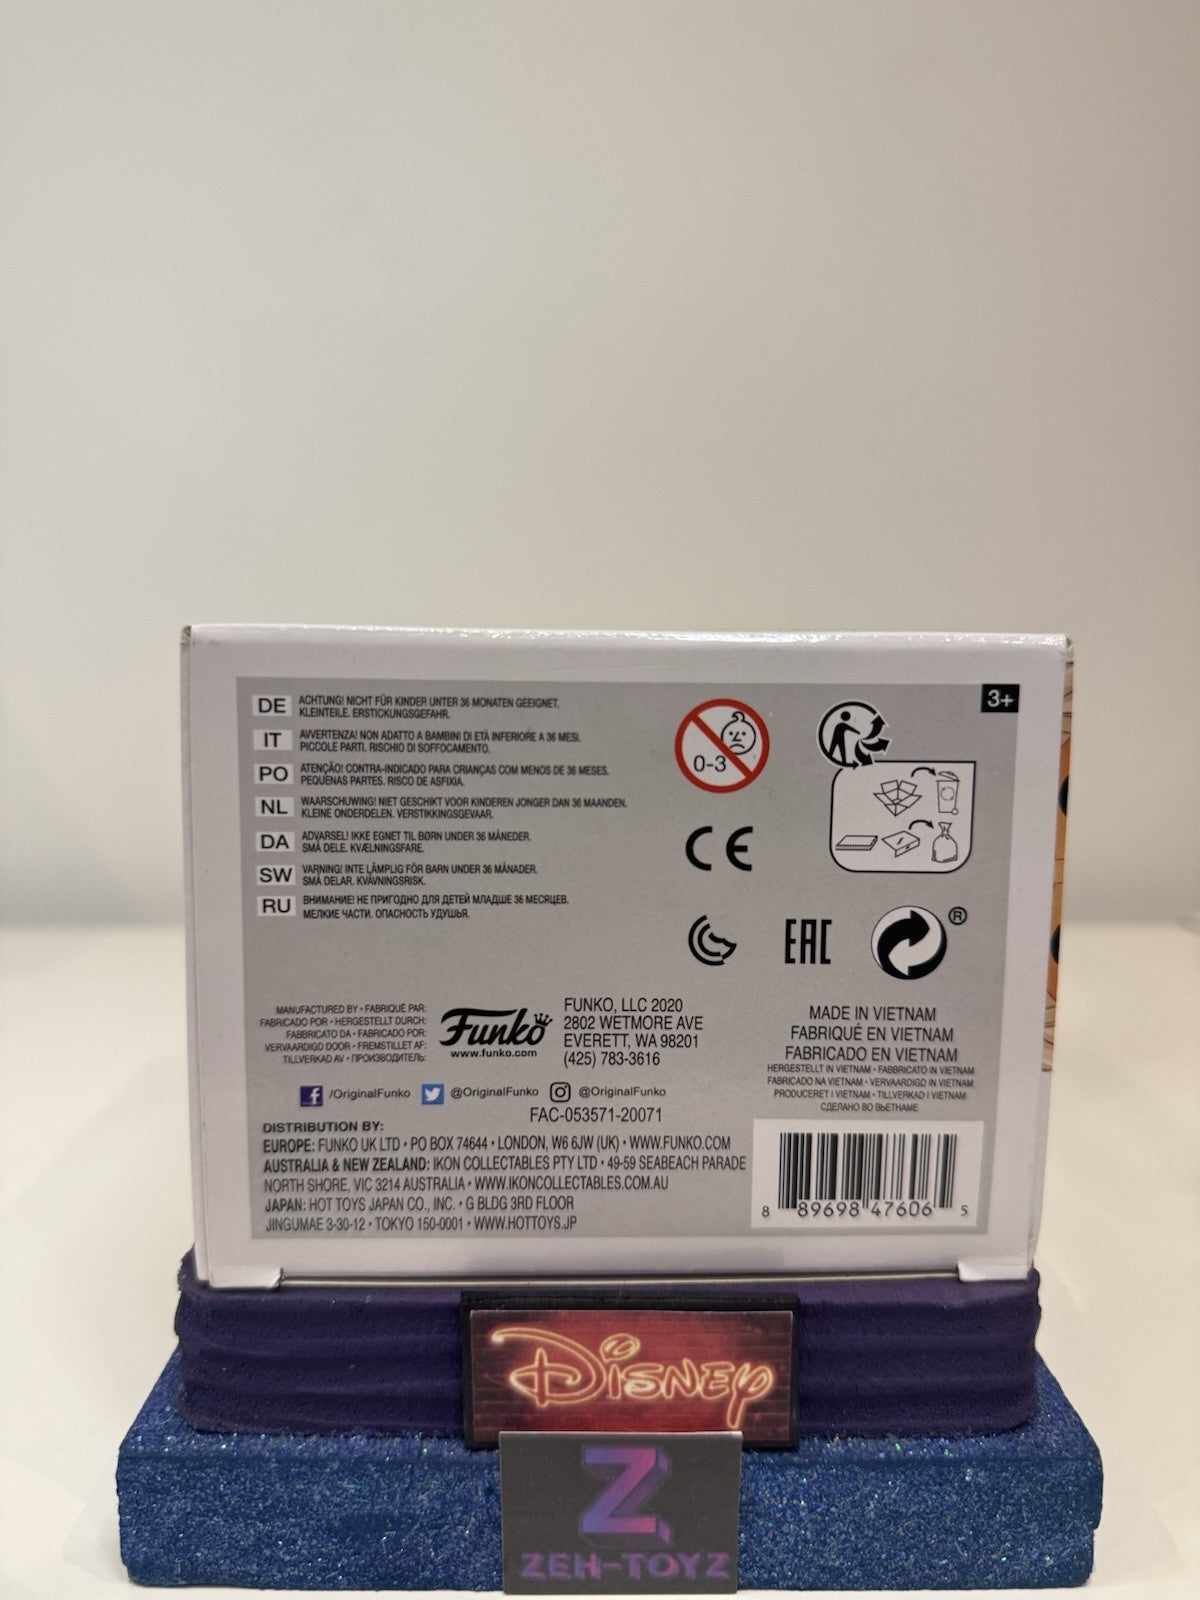 3+
DE
ACHTUNG! NICHT FÜR KINDER UNTER 36 MONATEN GEEIGNET.
KLEINTEILE. ERSTICKUNGSGEFAHR.
IT
AVVERTENZA! NON ADATTO A BAMBINI DI ETÀ INFERIORE A 36 MESI.
PICCOLE PARTI. RISCHIO DI SOFFOCAMENTO.
PO
ATENÇÃO! CONTRA-INDICADO PARA CRIANÇAS COM MENOS DE 36 MESES.
PEQUENAS PARTES. RISCO DE ASFIXIA.
NL
WAARSCHUWING! NIET GESCHIKT VOOR KINDEREN JONGER DAN 36 MAANDEN.
KLEINE ONDERDELEN. VERSTIKKINGSGEVAAR.
DA
ADVARSEL! IKKE EGNET TIL BØRN UNDER 36 MÅNEDER.
SMÅ DELE. KVÆLNINGSFARE.
SW
VARNING! INTE LÄMPLIG FÖR BARN UNDER 36 MÅNADER.
SMÅ DELAR. KVÄVNINGSRISK.
RU
ВНИМАНИЕ! НЕ ПРИГОДНО ДЛЯ ДЕТЕЙ МЛАДШЕ 36 МЕСЯЦЕВ.
МЕЛКИЕ ЧАСТИ. ОПАСНОСТЬ УДУШЬЯ.
0-3
CE
EAC
®
MANUFACTURED BY • FABRIQUÉ PAR:
FABRICADO POR • HERGESTELLT DURCH:
FABBRICATO DA • FABRICADO POR:
VERVAARDIGD DOOR • FREMSTILLET AF:
TILLVERKAD AV • ПРОИЗВОДИТЕЛЬ:
Funko
www.funko.com
FUNKO, LLC 2020
2802 WETMORE AVE
EVERETT, WA 98201
(425) 783-3616
/OriginalFunko @OriginalFunko @OriginalFunko
FAC-053571-20071
DISTRIBUTION BY:
EUROPE: FUNKO UK LTD • PO BOX 74644 • LONDON, W6 6JW (UK) • WWW.FUNKO.COM
AUSTRALIA & NEW ZEALAND: IKON COLLECTABLES PTY LTD • 49-59 SEABEACH PARADE
NORTH SHORE, VIC 3214 AUSTRALIA • WWW.IKONCOLLECTABLES.COM.AU
JAPAN: HOT TOYS JAPAN CO., INC. • G BLDG 3RD FLOOR
JINGUMAE 3-30-12 • TOKYO 150-0001 • WWW.HOTTOYS.JP
MADE IN VIETNAM
FABRIQUÉ EN VIETNAM
FABRICADO EN VIETNAM
HERGESTELLT IN VIETNAM • FABBRICATO IN VIETNAM
FABRICADO NA VIETNAM • VERVAARDIGD IN VIETNAM
PRODUCERET I VIETNAM • TILLVERKAD I VIETNAM
СДЕЛАНО ВО ВЬЕТНАМЕ
8 89698 47606 5
DISNEY
Z
ZEH-TOYZ